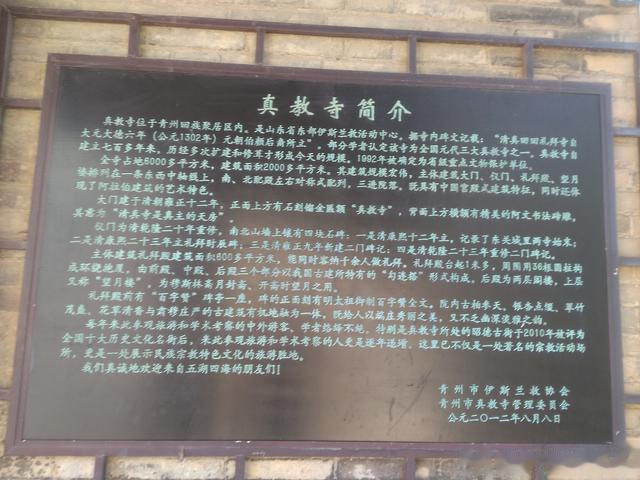 真教寺简介
真教寺位于青州回族聚居区内。是山东省东部伊斯兰教活动中心。据寺内碑文记载："清真回回礼拜寺自
大元大德六年（公元1302年）元朝伯颜后裔所立"。部分学者认定该寺为全国元代三大真教寺之一。真教寺自
建立七百多年来，历经多次扩建和修葺才形成今天的规模。1992年被确定为省级重点文物保护单位。
全寺占地6000多平方米，建筑面积2000多平方米。其建筑规模宏伟，主体建筑大门、仪门、礼拜殿、望月
楼排列在一条东西中轴线上，南、北配殿左右对称式配列，三进院落。既具有中国宫殿式建筑特征，同时还体
现了阿拉伯建筑的艺术特色。
大门建于清朝雍正十二年，正面上方有石刻镏金匾额"真教寺"，背面上方横额有精美的阿文书法砖雕。
其意为"清真寺是真主的天房"。
仪门为清乾隆二十年重修，南北山墙上镶有四块石碑：一是清康熙十二年立，记录了东关城里两寺始末；
二是清康熙二十三年立礼拜时辰碑；三是清雍正九年新建二门碑记；四是清乾隆二十三年重修二门碑记。
主体建筑礼拜殿建筑面积600多平方米，能同时容纳千余人做礼拜。礼拜殿台起1米多，周围用36根圆柱构
成环绕抱厦，由前殿、中殿、后殿三个部分以我国古建所特有的"勾连搭"形式构成。后殿为两层阁楼，上层
又称"望月楼"，为穆斯林斋月封斋、开斋时望月之用。
礼拜殿前有"百字赞"碑亭一座。碑的正面刻有明太祖御制百字赞全文。院内古柏参天、银杏点缀、翠竹
茂盛、花草清香与肃穆庄严的古建筑有机地融为一体。既给人以端庄秀丽之美，又不乏幽深淡雅之韵。
每年来此参观旅游和学术考察的中外游客、学者络绎不绝。特别是真教寺所处的昭德古街于2010年被评为
全国十大历史文化名街后，来此参观旅游和学术考察的人更是逐年递增。这里已不仅是一处著名的宗教活动场
所，更是一处展示民族宗教特色文化的旅游胜地。
我们真诚地欢迎来自五湖四海的朋友们！
青州市伊斯兰教协会
青州市真教寺管理委员会
公元二〇一二年八月八日